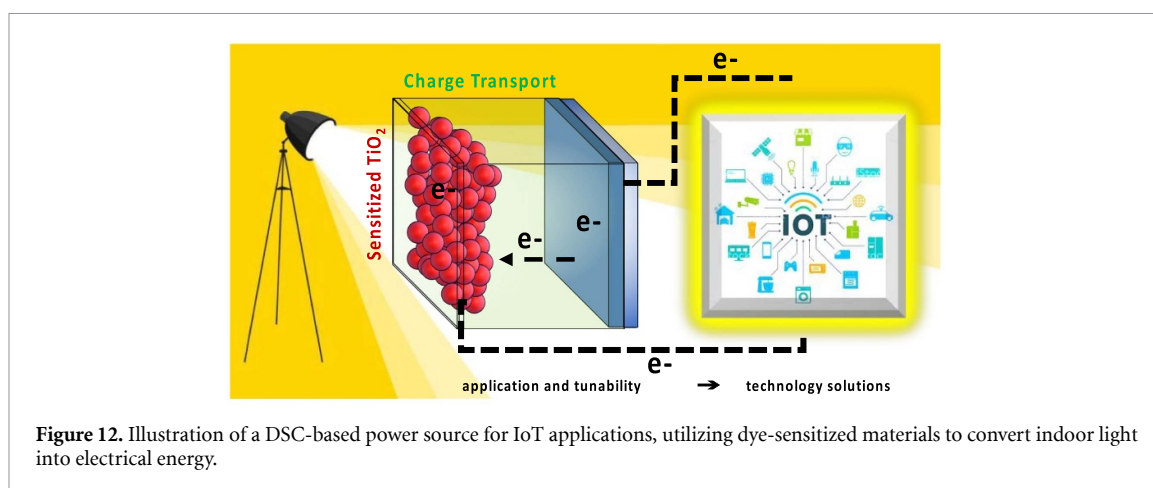 e-
Charge Transport
Sensitized TiO₂
e-
e-
e-
IOT
e-
application and tunability → technology solutions
Figure 12. Illustration of a DSC-based power source for IoT applications, utilizing dye-sensitized materials to convert indoor light
into electrical energy.